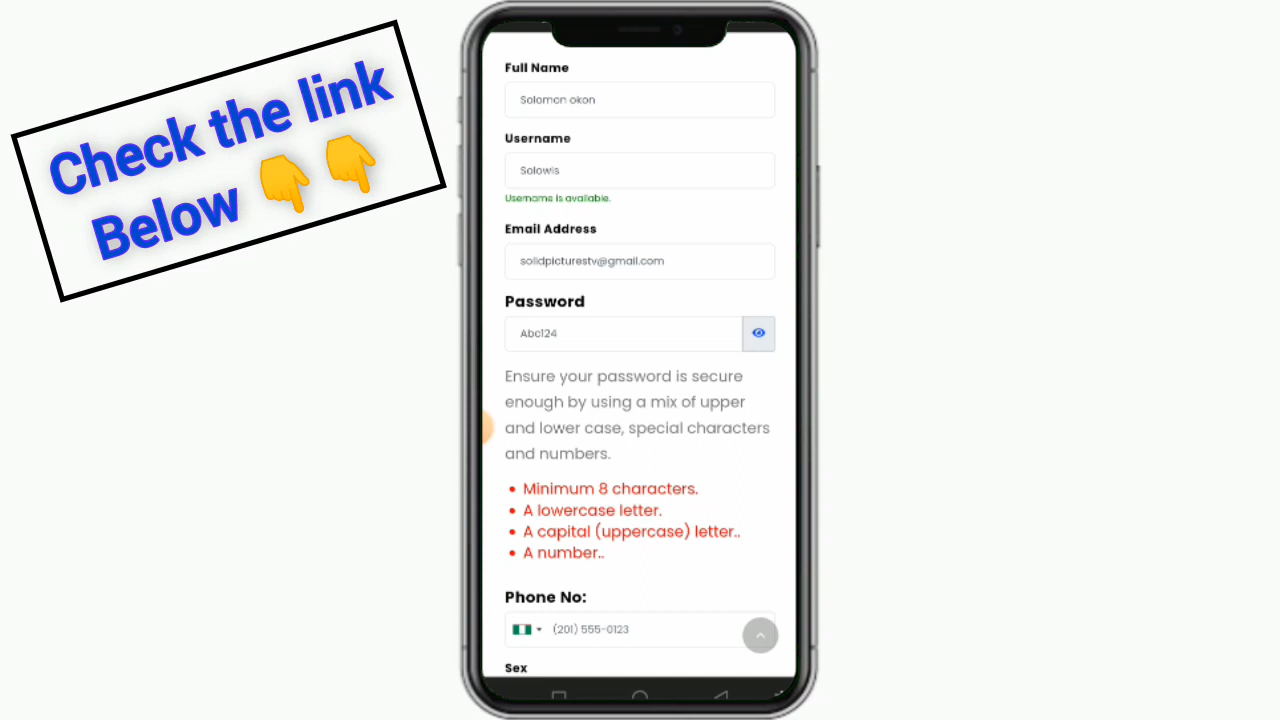 Check the link
Below 👇👇
Full Name
Solomon okon
Username
Solowis
Username is available.
Email Address
solidpicturestv@gmail.com
Password
Abc124
Ensure your password is secure
enough by using a mix of upper
and lower case, special characters
and numbers.
• Minimum 8 characters.
• A lowercase letter.
• A capital (uppercase) letter..
• A number..
Phone No:
(201) 555-0123
Sex